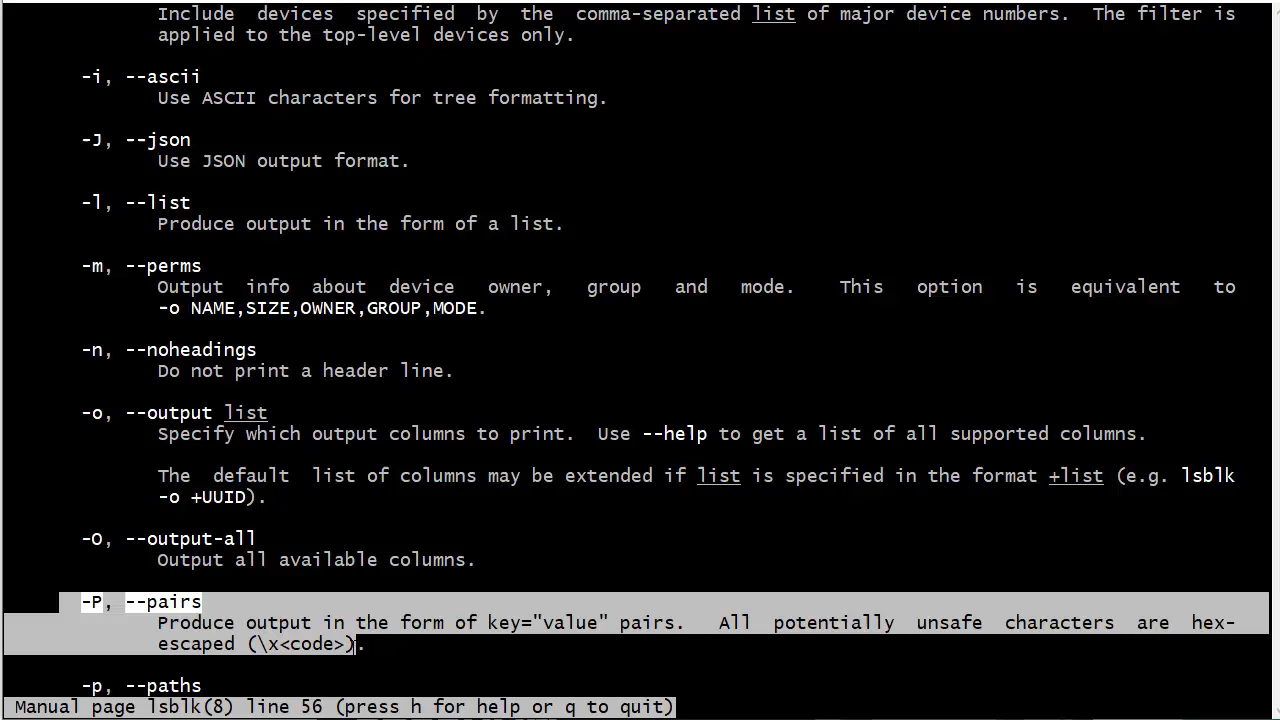 Include devices specified by the comma-separated list of major device numbers. The filter is
applied to the top-level devices only.
-i, --ascii
Use ASCII characters for tree formatting.
-J, --json
Use JSON output format.
-l, --list
Produce output in the form of a list.
-m, --perms
Output info about device owner, group and mode. This option is equivalent to
-o NAME,SIZE,OWNER,GROUP,MODE.
-n, --noheadings
Do not print a header line.
-o, --output list
Specify which output columns to print. Use --help to get a list of all supported columns.
The default list of columns may be extended if list is specified in the format +list (e.g. lsblk
-o +UUID).
-O, --output-all
Output all available columns.
-P, --pairs
Produce output in the form of key="value" pairs. All potentially unsafe characters are hex-
escaped (\x<code>).
-p, --paths
Manual page lsblk(8) line 56 (press h for help or q to quit)